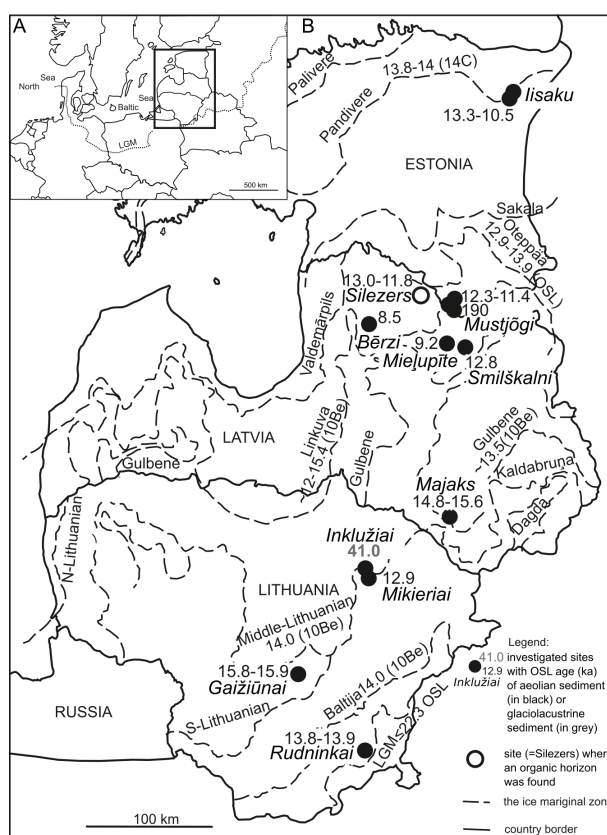 A
North
Sea
Sea
Baltic
LGM
500 km
B
Palivere
13.8-14 (14C)
Pandivere
Iisaku
13.3-10.5
ESTONIA
Sakala
Oteppää
12.9-13.9 (OSL)
13.0-11.8
Silezers
12.3-11.4
190
Mustjõgi
8.5
Bērzi
9.2
Mieļupīte
12.8
Smilškalni
Valdemārpils
LATVIA
Linkuva
12-15.4 (10Be)
Gulbene
Gulbene
Gulbene
13.5(10Be)
Kaldabruņa
Dagda
Majaks
14.8-15.6
N-Lithuanian
Inklužiai
41.0
LITHUANIA
12.9
Mikieriai
Middle-Lithuanian
14.0 (10Be)
15.8-15.9
Gaižiūnai
S-Lithuanian
Baltija14.0 (10Be)
RUSSIA
LGM≤22.3 OSL
13.8-13.9
Rudninkai
100 km
Legend:
41.0 investigated sites
12.9 with OSL age (ka)
Inklužiai of aeolian sediment
(in black) or
glaciolacustrine
sediment (in grey)
site (=Silezers) wher
an organic horizon
was found
the ice mariginal zon
country border